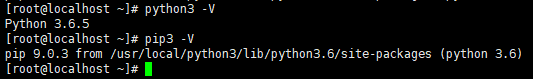 [root@localhost ~]# python3 -V
Python 3.6.5
[root@localhost ~]# pip3 -V
pip 9.0.3 from /usr/local/python3/lib/python3.6/site-packages (python 3.6)
[root@localhost ~]#